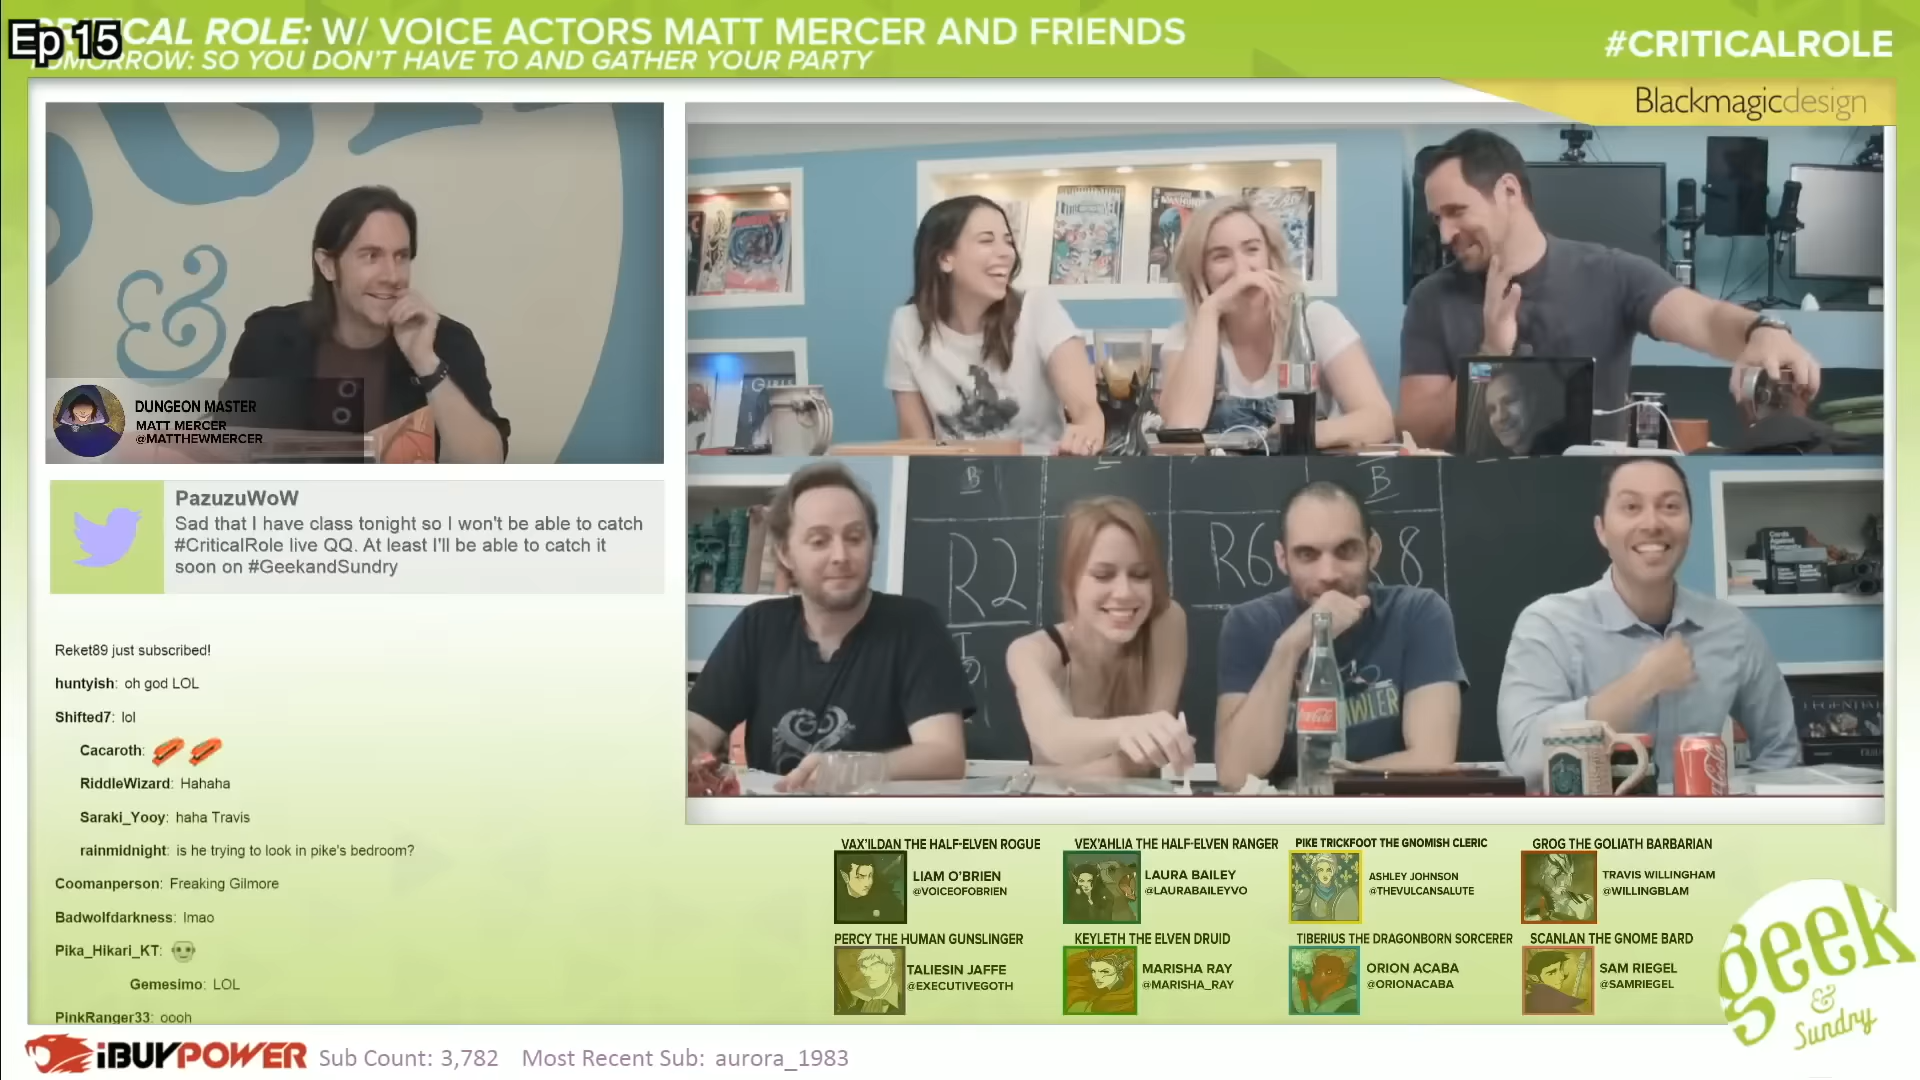 Ep 15
CAL ROLE: W/ VOICE ACTORS MATT MERCER AND FRIENDS
TOMORROW: SO YOU DON'T HAVE TO AND GATHER YOUR PARTY
#CRITICALROLE
Blackmagicdesign
DUNGEON MASTER
MATT MERCER
@MATTHEWMERCER
PazuzuWoW
Sad that I have class tonight so I won't be able to catch
#CriticalRole live QQ. At least I'll be able to catch it
soon on #GeekandSundry
B
B
R2
R6
R8
Coca-Cola
Reket89 just subscribed!
huntyish: oh god LOL
Shifted7: lol
Cacaroth:
RiddleWizard: Hahaha
Saraki_Yooy: haha Travis
rainmidnight: is he trying to look in pike's bedroom?
Coomanperson: Freaking Gilmore
Badwolfdarkness: lmao
Pika_Hikari_KT:
Gemesimo: LOL
PinkRanger33: oooh
VAX'ILDAN THE HALF-ELVEN ROGUE
LIAM O'BRIEN
@VOICEOFOBRIEN
VEX'AHLIA THE HALF-ELVEN RANGER
LAURA BAILEY
@LAURABAILEYVO
PIKE TRICKFOOT THE GNOMISH CLERIC
ASHLEY JOHNSON
@THEVULCANSALUTE
GROG THE GOLIATH BARBARIAN
TRAVIS WILLINGHAM
@WILLINGBLAM
PERCY THE HUMAN GUNSLINGER
TALIESIN JAFFE
@EXECUTIVEGOTH
KEYLETH THE ELVEN DRUID
MARISHA RAY
@MARISHA_RAY
TIBERIUS THE DRAGONBORN SORCERER
ORION ACABA
@ORIONACABA
SCANLAN THE GNOME BARD
SAM RIEGEL
@SAMRIEGEL
geek
&
Sundry
iBUYPOWER
Sub Count: 3,782
Most Recent Sub: aurora_1983